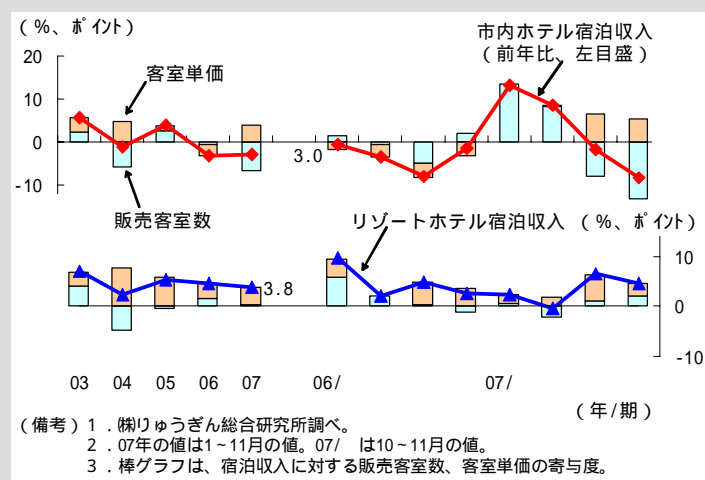 （％、ポイント）
市内ホテル宿泊収入
（前年比、左目盛）
客室単価
20
10
0
-10
3.0
販売客室数
リゾートホテル宿泊収入 （％、ポイント）
10
0
-10
3.8
03 04 05 06 07 06/ 07/
（年/期）
（備考）１．㈱りゅうぎん総合研究所調べ。
２．07年の値は1~11月の値。07/ は10~11月の値。
３．棒グラフは、宿泊収入に対する販売客室数、客室単価の寄与度。